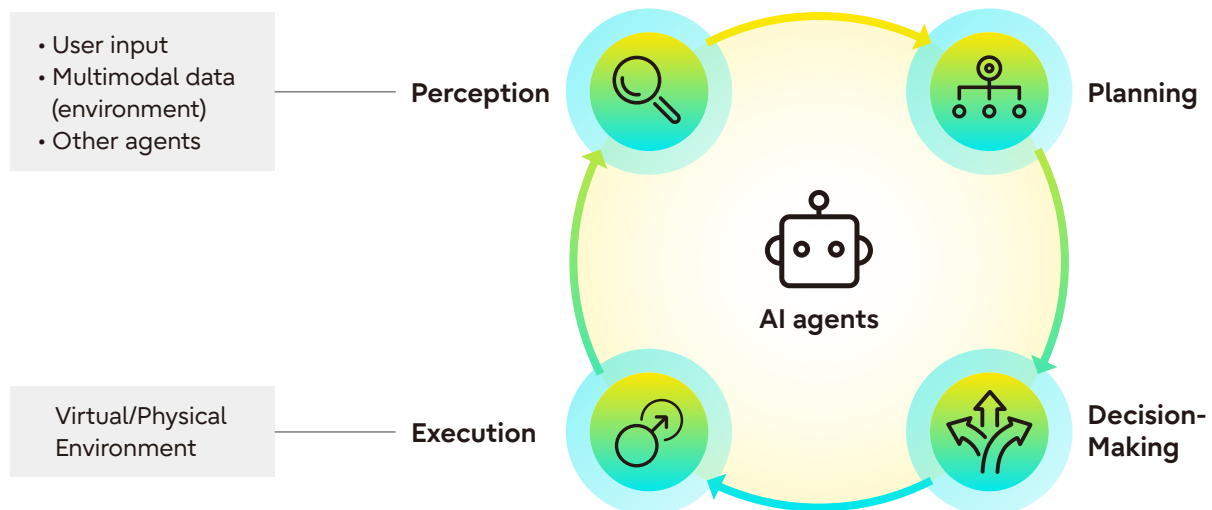 • User input
• Multimodal data
(environment)
• Other agents
Perception
Planning
AI agents
Virtual/Physical
Environment
Execution
Decision-
Making